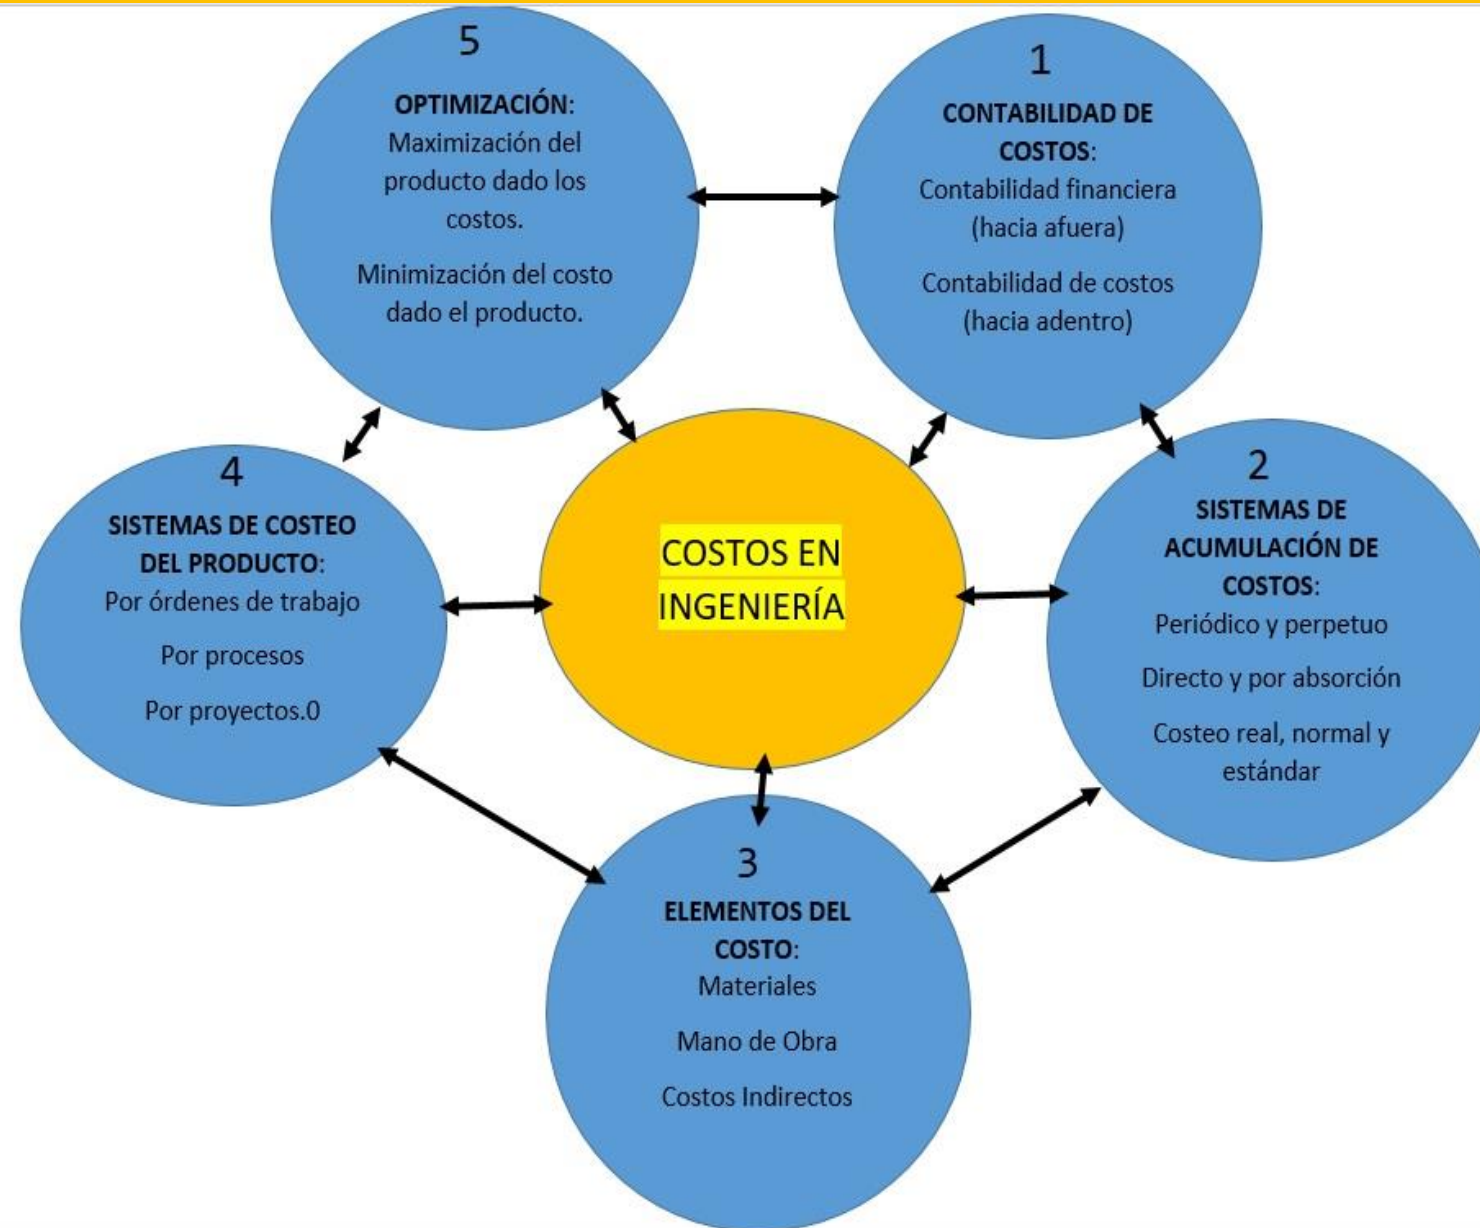 5
OPTIMIZACIÓN:
Maximización del
producto dado los
costos.
Minimización del costo
dado el producto.
1
CONTABILIDAD DE
COSTOS:
Contabilidad financiera
(hacia afuera)
Contabilidad de costos
(hacia adentro)
4
SISTEMAS DE COSTEO
DEL PRODUCTO:
Por órdenes de trabajo
Por procesos
Por proyectos.0
COSTOS EN
INGENIERÍA
2
SISTEMAS DE
ACUMULACIÓN DE
COSTOS:
Periódico y perpetuo
Directo y por absorción
Costeo real, normal y
estándar
3
ELEMENTOS DEL
COSTO:
Materiales
Mano de Obra
Costos Indirectos